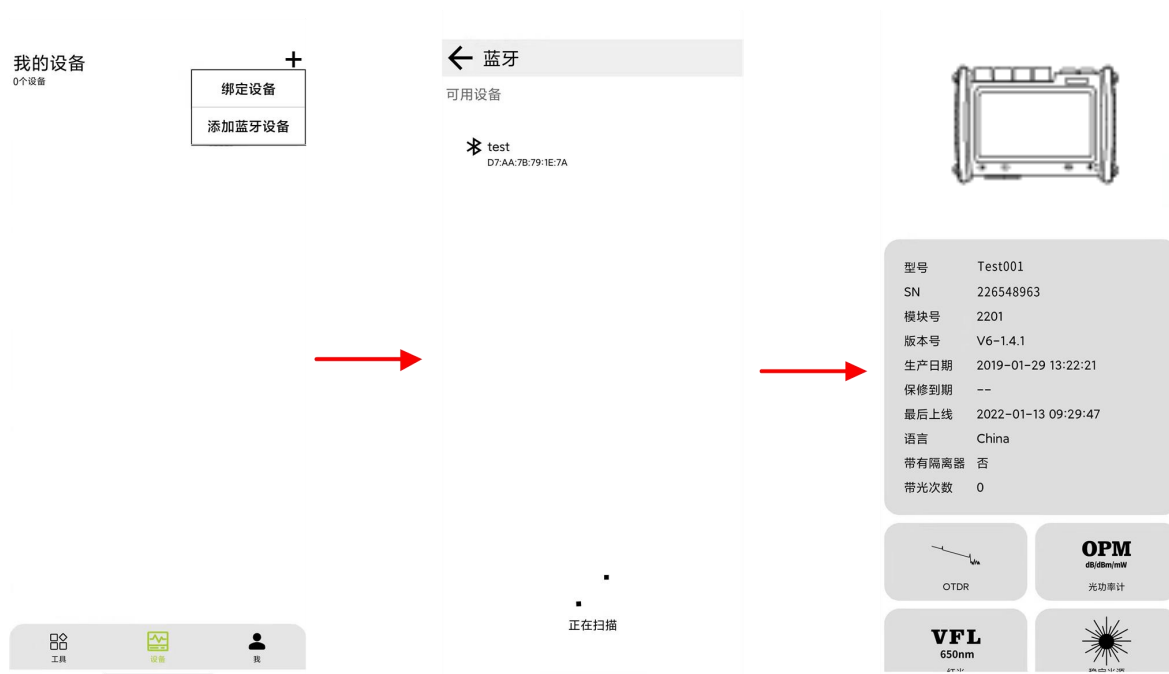 我的设备
0个设备
+
绑定设备
添加蓝牙设备
工具
设备
我
蓝牙
可用设备
test
D7:AA:7B:79:1E:7A
正在扫描
型号 Test001
SN 226548963
模块号 2201
版本号 V6-1.4.1
生产日期 2019-01-29 13:22:21
保修到期 --
最后上线 2022-01-13 09:29:47
语言 China
带有隔离器 否
带光次数 0
OTDR
OPM
dB/dBm/mW
光功率计
VFL
650nm